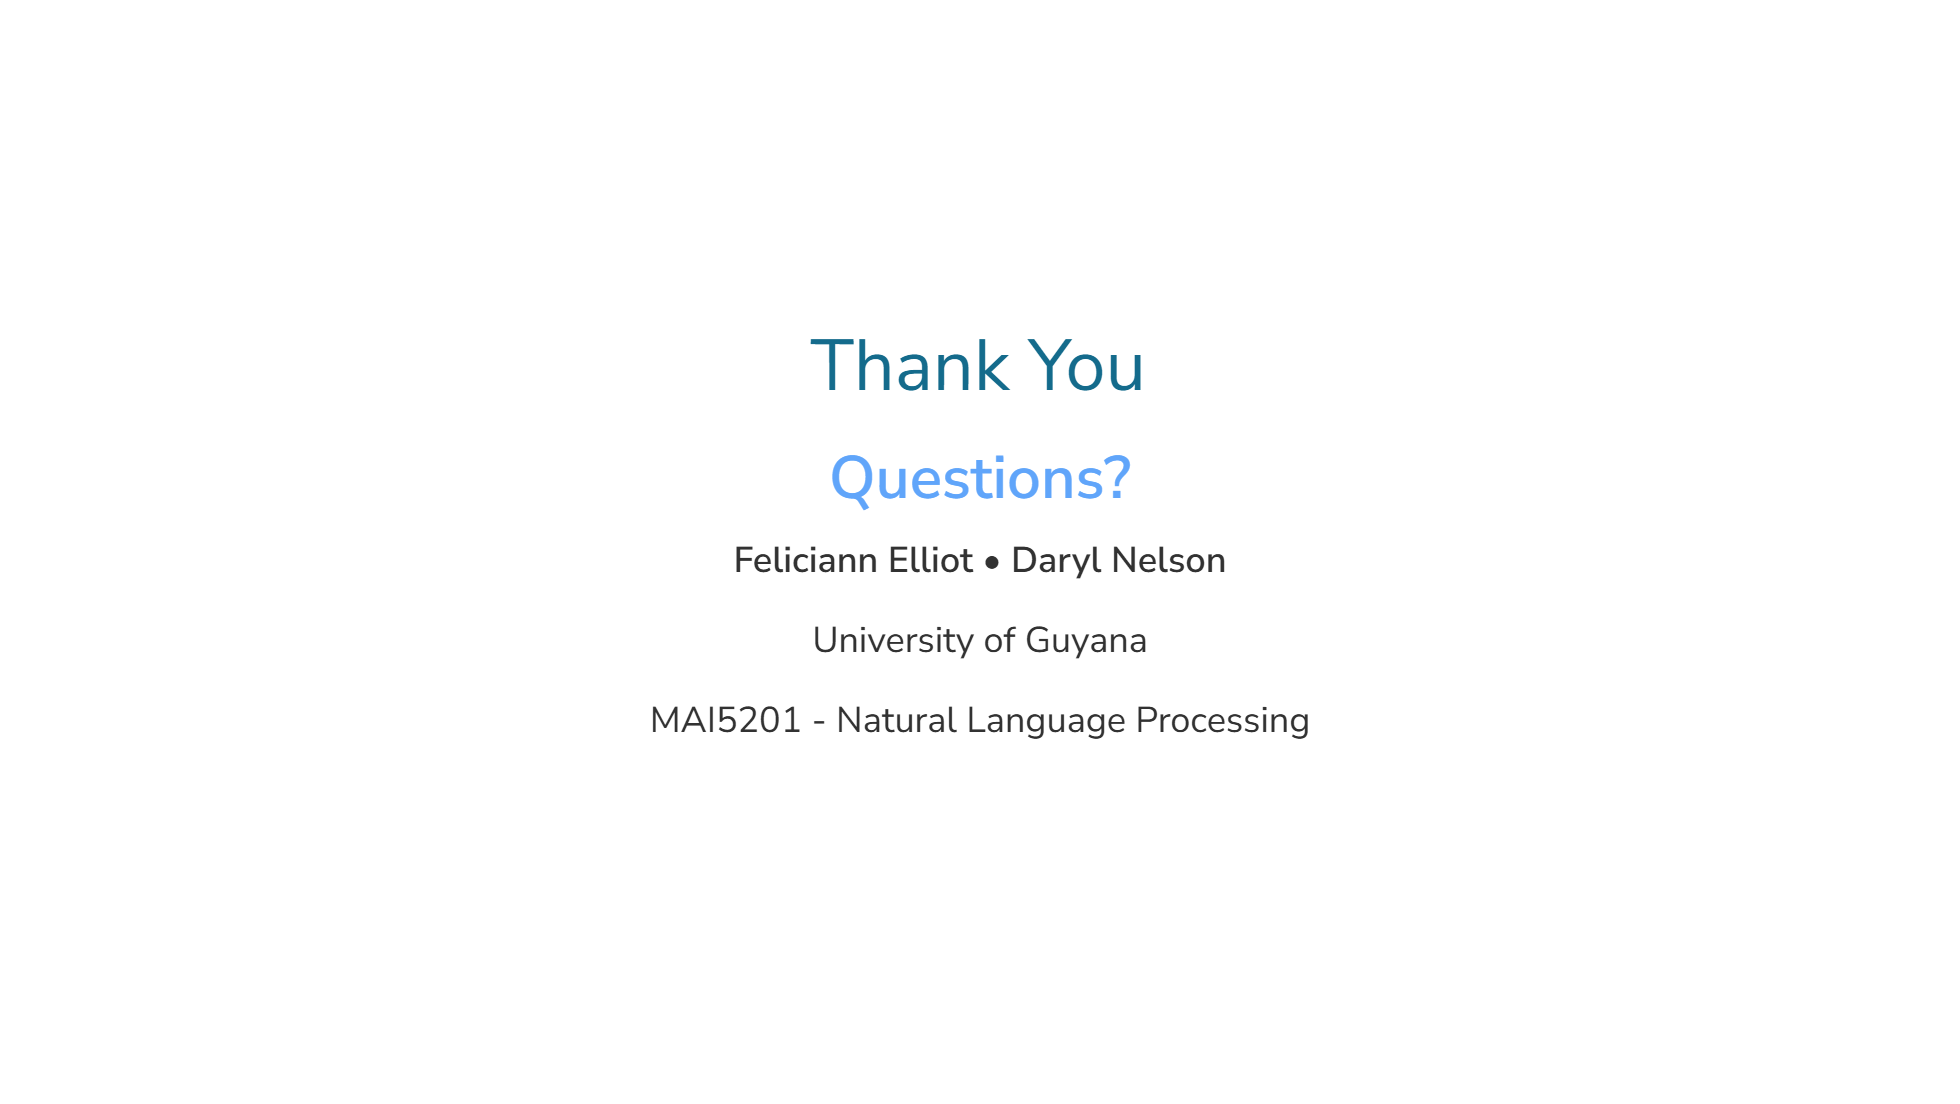 Thank You
Questions?
Feliciann Elliot • Daryl Nelson
University of Guyana
MAI5201 - Natural Language Processing